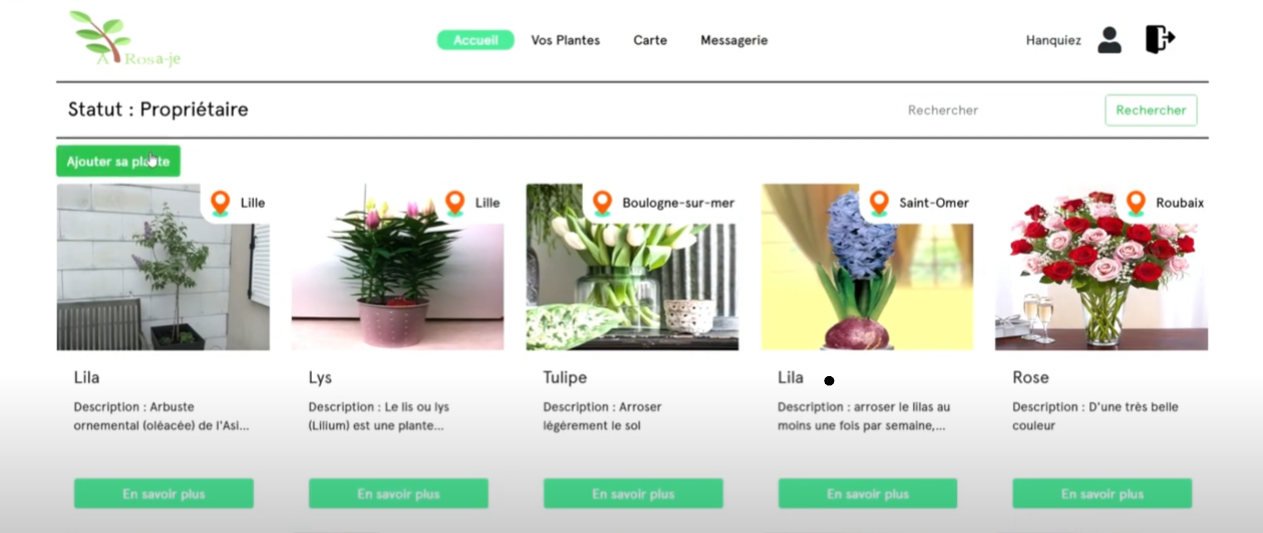 A Rosa-je
Accueil Vos Plantes Carte Messagerie Hanquiez
Statut : Propriétaire Rechercher Rechercher
Ajouter sa plante
Lille Lille Boulogne-sur-mer Saint-Omer Roubaix
Lila Lys Tulipe Lila Rose
Description : Arbuste Description : Le lis ou lys Description : Arroser Description : arroser le lilas au Description : D'une très belle
ornemental (oléacée) de l'Asi... (Lilium) est une plante... légèrement le sol moins une fois par semaine,... couleur
En savoir plus En savoir plus En savoir plus En savoir plus En savoir plus